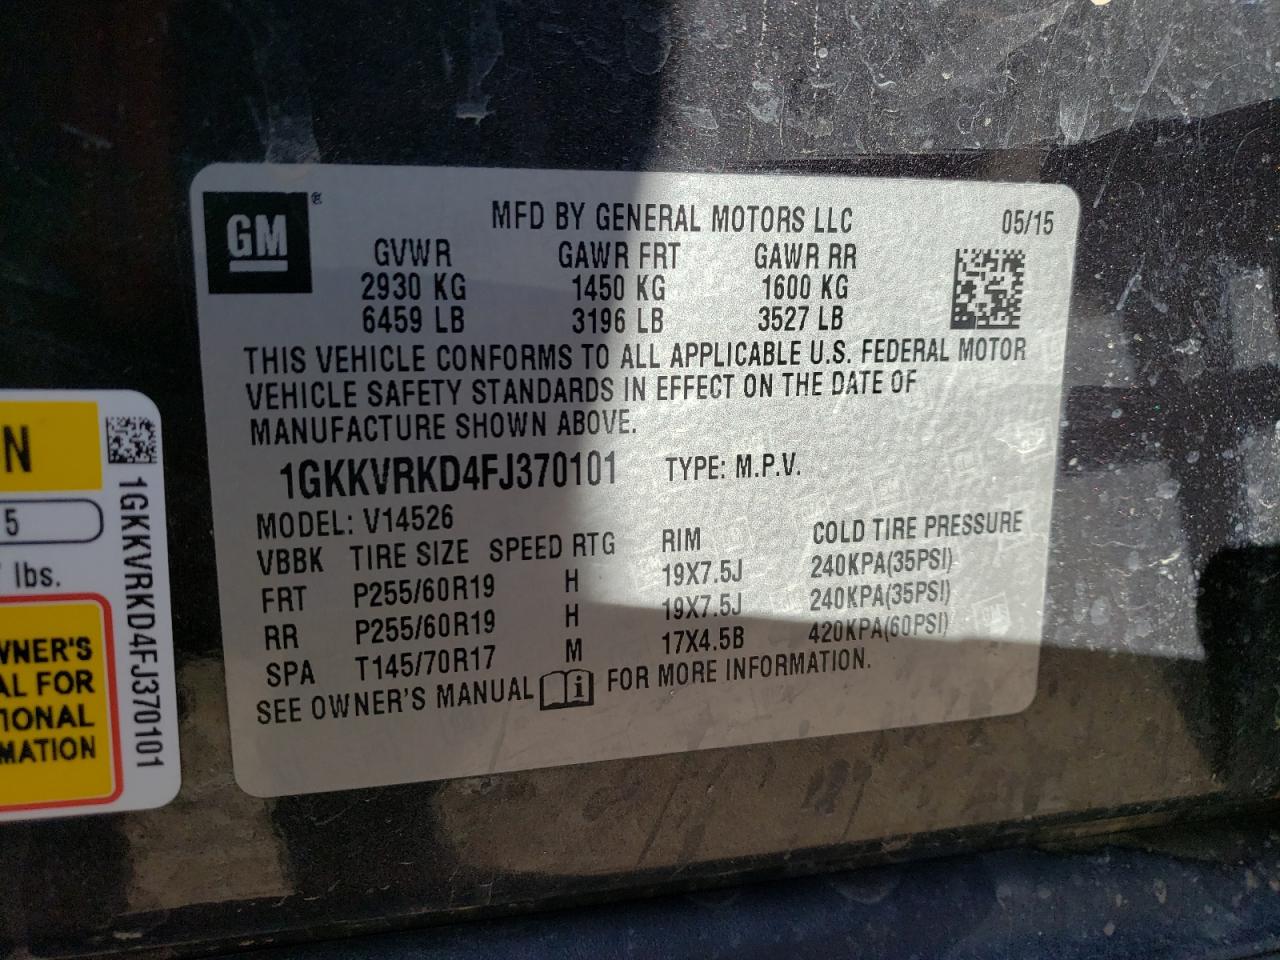 GM ®
MFD BY GENERAL MOTORS LLC 05/15
GVWR GAWR FRT GAWR RR
2930 KG 1450 KG 1600 KG
6459 LB 3196 LB 3527 LB
THIS VEHICLE CONFORMS TO ALL APPLICABLE U.S. FEDERAL MOTOR
VEHICLE SAFETY STANDARDS IN EFFECT ON THE DATE OF
MANUFACTURE SHOWN ABOVE.
1GKKVRKD4FJ370101 TYPE: M.P.V.
MODEL: V14526
VBBK TIRE SIZE SPEED RTG RIM COLD TIRE PRESSURE
FRT P255/60R19 H 19X7.5J 240KPA(35PSI)
RR P255/60R19 H 19X7.5J 240KPA(35PSI)
SPA T145/70R17 M 17X4.5B 420KPA(60PSI)
SEE OWNER'S MANUAL i FOR MORE INFORMATION.
N
5
lbs.
WNER'S
AL FOR
TIONAL
MATION
1GKKVRKD4FJ370101